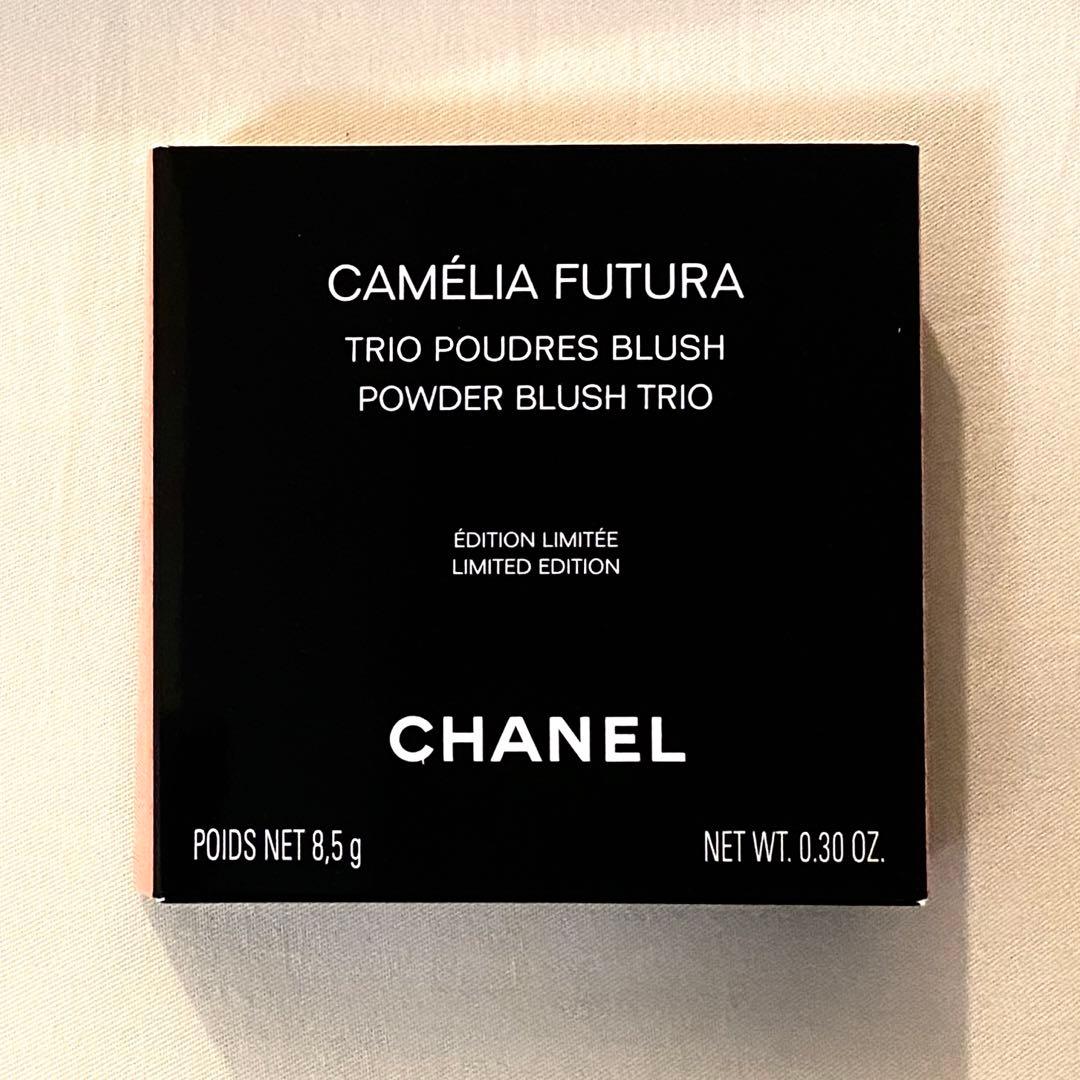 CAMÉLIA FUTURA
TRIO POUDRES BLUSH
POWDER BLUSH TRIO
ÉDITION LIMITÉE
LIMITED EDITION
CHANEL
POIDS NET 8,5 g
NET WT. 0.30 OZ.